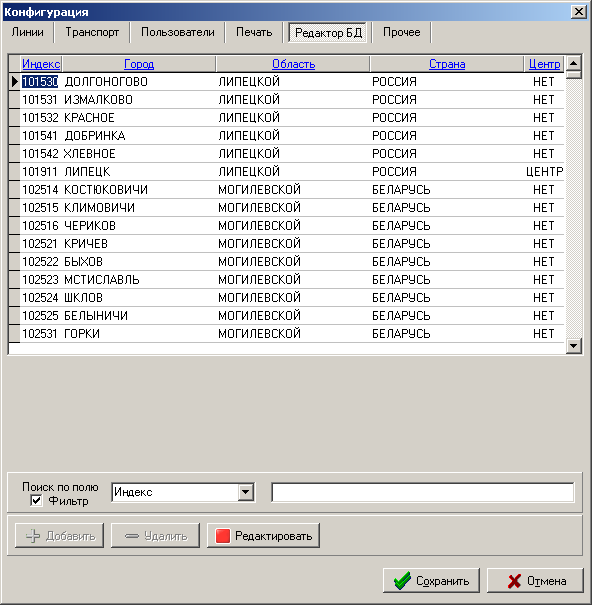 Конфигурация
Линии Транспорт Пользователи Печать Редактор БД Прочее
Индекс Город Область Страна Центр
101530 ДОЛГОНОГОВО ЛИПЕЦКОЙ РОССИЯ НЕТ
101531 ИЗМАЛКОВО ЛИПЕЦКОЙ РОССИЯ НЕТ
101532 КРАСНОЕ ЛИПЕЦКОЙ РОССИЯ НЕТ
101541 ДОБРИНКА ЛИПЕЦКОЙ РОССИЯ НЕТ
101542 ХЛЕВНОЕ ЛИПЕЦКОЙ РОССИЯ НЕТ
101911 ЛИПЕЦК ЛИПЕЦКОЙ РОССИЯ ЦЕНТР
102514 КОСТЮКОВИЧИ МОГИЛЕВСКОЙ БЕЛАРУСЬ НЕТ
102515 КЛИМОВИЧИ МОГИЛЕВСКОЙ БЕЛАРУСЬ НЕТ
102516 ЧЕРИКОВ МОГИЛЕВСКОЙ БЕЛАРУСЬ НЕТ
102521 КРИЧЕВ МОГИЛЕВСКОЙ БЕЛАРУСЬ НЕТ
102522 БЫХОВ МОГИЛЕВСКОЙ БЕЛАРУСЬ НЕТ
102523 МСТИСЛАВЛЬ МОГИЛЕВСКОЙ БЕЛАРУСЬ НЕТ
102524 ШКЛОВ МОГИЛЕВСКОЙ БЕЛАРУСЬ НЕТ
102525 БЕЛЫНИЧИ МОГИЛЕВСКОЙ БЕЛАРУСЬ НЕТ
102531 ГОРКИ МОГИЛЕВСКОЙ БЕЛАРУСЬ НЕТ
Поиск по полю
Фильтр
Индекс
Добавить Удалить Редактировать
Сохранить Отмена